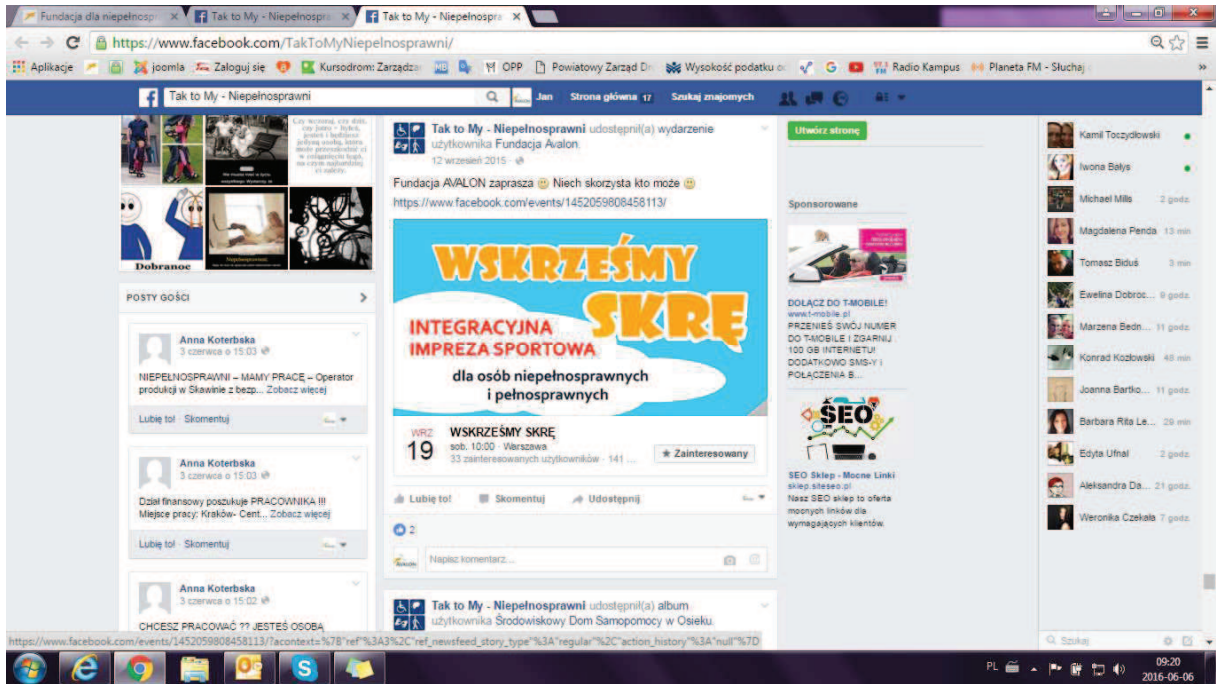 Fundacja dla niepełnospr
Tak to My - Niepełnospra
Tak to My - Niepełnospra
https://www.facebook.com/TakToMyNiepelnosprawni/
Aplikacje
joomla
Zaloguj się
Kursodrom: Zarządza
OPP
Powiatowy Zarząd Dr
Wysokość podatku o
Radio Kampus
Planeta FM - Słuchaj
Tak to My - Niepełnosprawni
Jan
Strona główna 17
Szukaj znajomych
Dobranoc
POSTY GOŚCI
Anna Koterbska
3 czerwca o 15:03
NIEPEŁNOSPRAWNI – MAMY PRACĘ – Operator
produkcji w Skawinie z bezp... Zobacz więcej
Lubię to! · Skomentuj
Anna Koterbska
3 czerwca o 15:03
Dział finansowy poszukuje PRACOWNIKA !!!
Miejsce pracy: Kraków- Cent... Zobacz więcej
Lubię to! · Skomentuj
Anna Koterbska
3 czerwca o 15:02
CHCESZ PRACOWAĆ ?? JESTEŚ OSOBĄ
Tak to My - Niepełnosprawni udostępnił(a) wydarzenie
użytkownika Fundacja Avalon.
12 wrzesień 2015
Fundacja AVALON zaprasza Niech skorzysta kto może
https://www.facebook.com/events/1452059808458113/
WSKRZEŚMY
SKRĘ
INTEGRACYJNA
IMPREZA SPORTOWA
dla osób niepełnosprawnych
i pełnosprawnych
WRZ
19
WSKRZEŚMY SKRĘ
sob. 10:00 · Warszawa
33 zainteresowanych użytkowników · 141 ...
★ Zainteresowany
Lubię to!
Skomentuj
Udostępnij
2
Napisz komentarz...
Tak to My - Niepełnosprawni udostępnił(a) album
użytkownika Środowiskowy Dom Samopomocy w Osieku.
Utwórz stronę
Sponsorowane
DOŁĄCZ DO T-MOBILE!
www.t-mobile.pl
PRZENIEŚ SWÓJ NUMER
DO T-MOBILE I ZGARNIJ
100 GB INTERNETU!
DODATKOWO SMS-Y I
POŁĄCZENIA B...
SEO
SEO Sklep - Mocne Linki
sklep.siteseo.pl
Nasz SEO sklep to oferta
mocnych linków dla
wymagających klientów.
Kamil Toczydłowski
Iwona Bałys
Michael Mills 2 godz.
Magdalena Penda 13 min
Tomasz Biduś 3 min
Ewelina Dobroc... 9 godz.
Marzena Bedn... 11 godz.
Konrad Kozłowski 48 min
Joanna Bartko... 11 godz.
Barbara Rita Le... 29 min
Edyta Ufnal 2 godz.
Aleksandra Da... 21 godz.
Weronika Czekała 7 godz.
Szukaj
https://www.facebook.com/events/1452059808458113/?acontext=%7B"ref"%3A3%2C"ref_newsfeed_story_type"%3A"regular"%2C"action_history"%3A"null"%7D
PL
09:20
2016-06-06